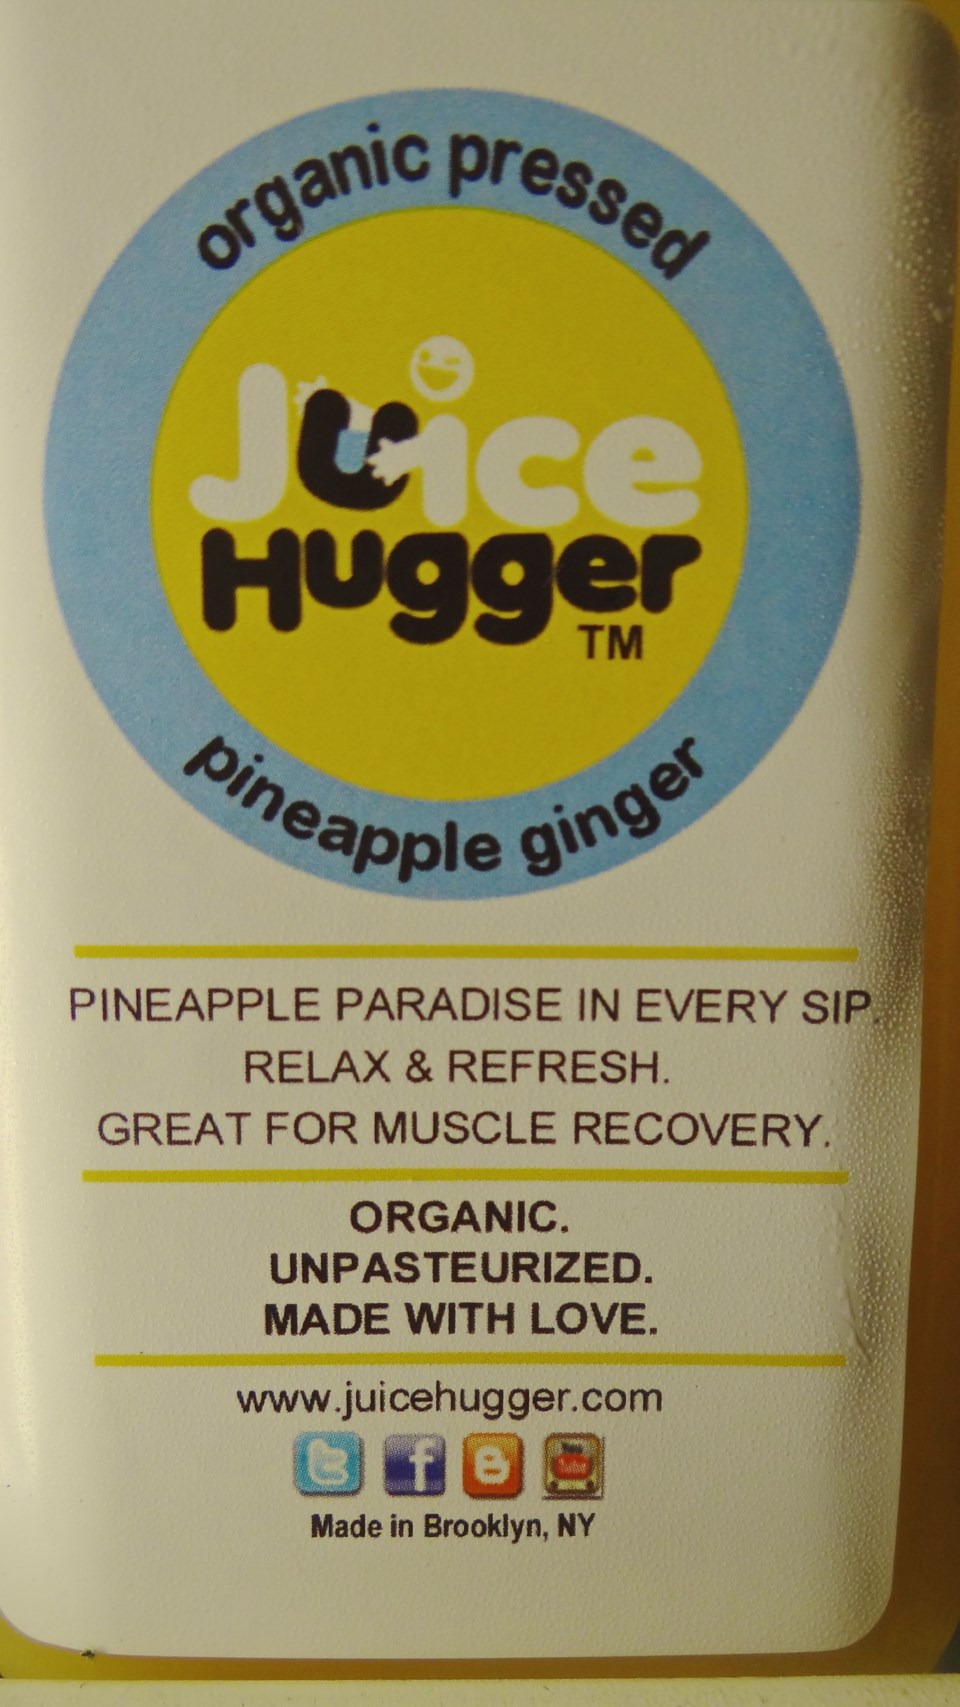 organic pressed
Juice
Hugger
TM
pineapple ginger
PINEAPPLE PARADISE IN EVERY SIP.
RELAX & REFRESH.
GREAT FOR MUSCLE RECOVERY.
ORGANIC.
UNPASTEURIZED.
MADE WITH LOVE.
www.juicehugger.com
Made in Brooklyn, NY